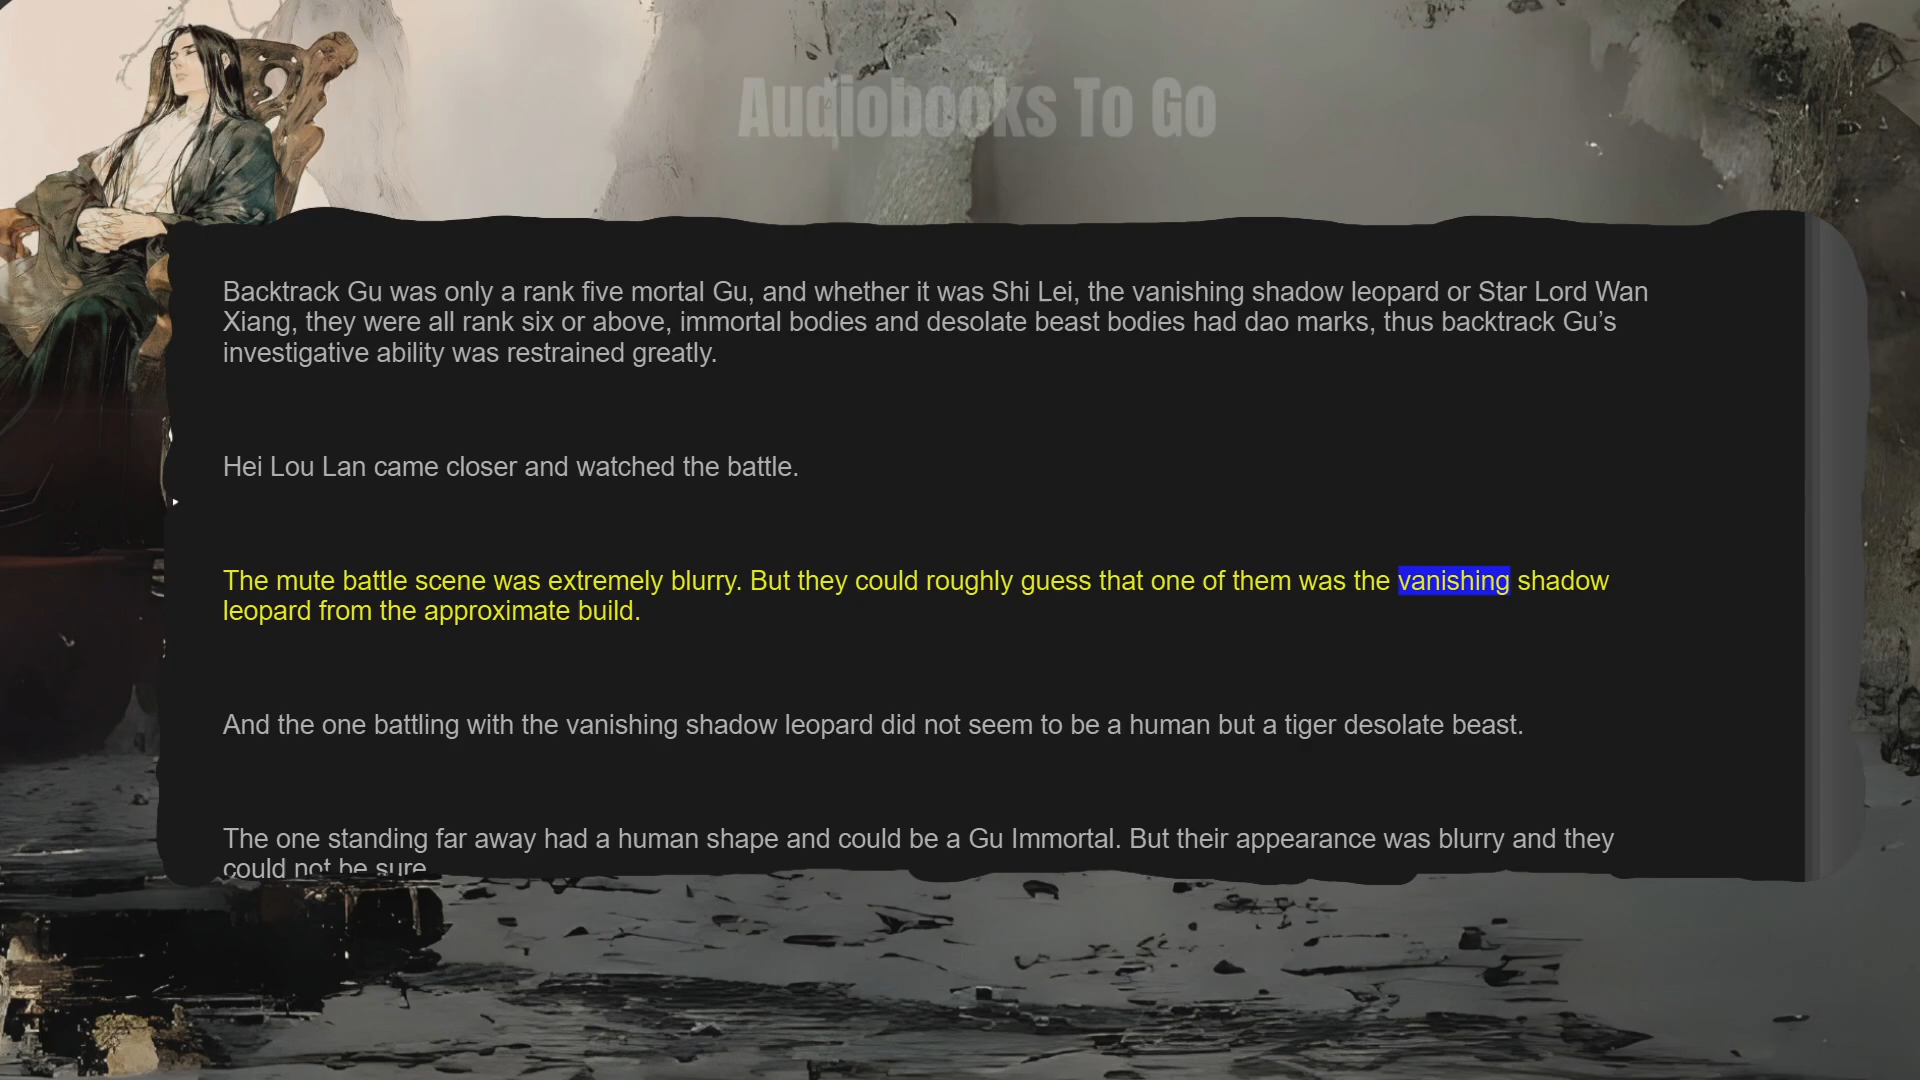 Audiobooks To Go
Backtrack Gu was only a rank five mortal Gu, and whether it was Shi Lei, the vanishing shadow leopard or Star Lord Wan
Xiang, they were all rank six or above, immortal bodies and desolate beast bodies had dao marks, thus backtrack Gu’s
investigative ability was restrained greatly.
Hei Lou Lan came closer and watched the battle.
The mute battle scene was extremely blurry. But they could roughly guess that one of them was the vanishing shadow
leopard from the approximate build.
And the one battling with the vanishing shadow leopard did not seem to be a human but a tiger desolate beast.
The one standing far away had a human shape and could be a Gu Immortal. But their appearance was blurry and they
could not be sure